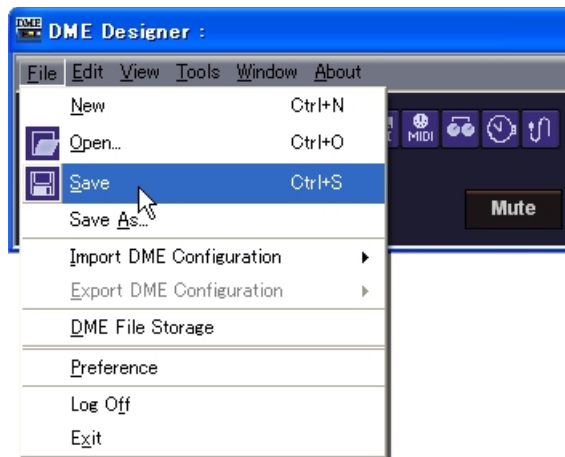 DME DME Designer :
File Edit View Tools Window About
New Ctrl+N
Open... Ctrl+O
MIDI
Save Ctrl+S
Save As...
Mute
Import DME Configuration
Export DME Configuration
DME File Storage
Preference
Log Off
Exit